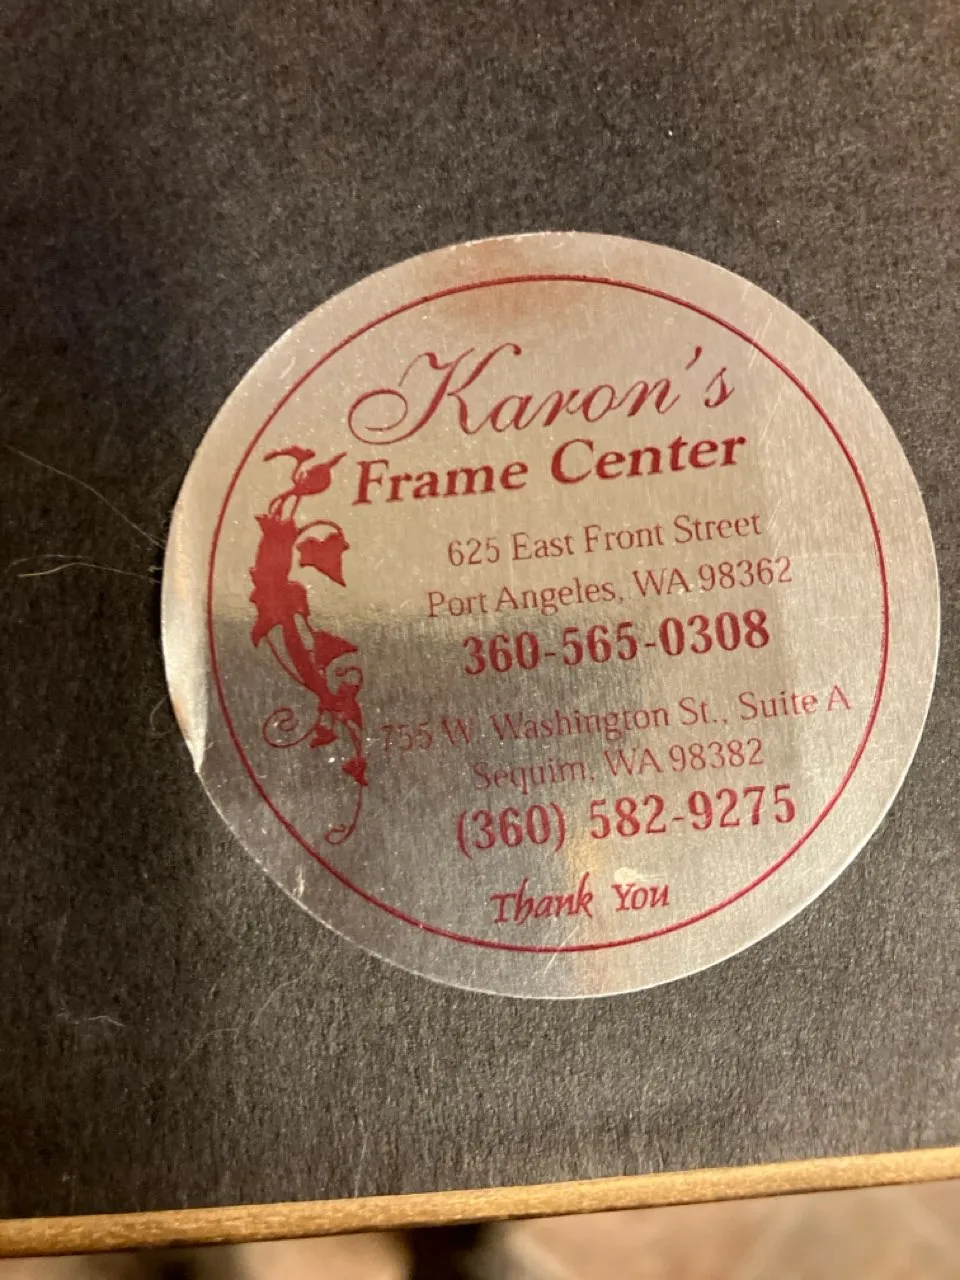 Karon's
Frame Center
625 East Front Street
Port Angeles, WA 98362
360-565-0308
755 W. Washington St., Suite A
Sequim, WA 98382
(360) 582-9275
Thank You